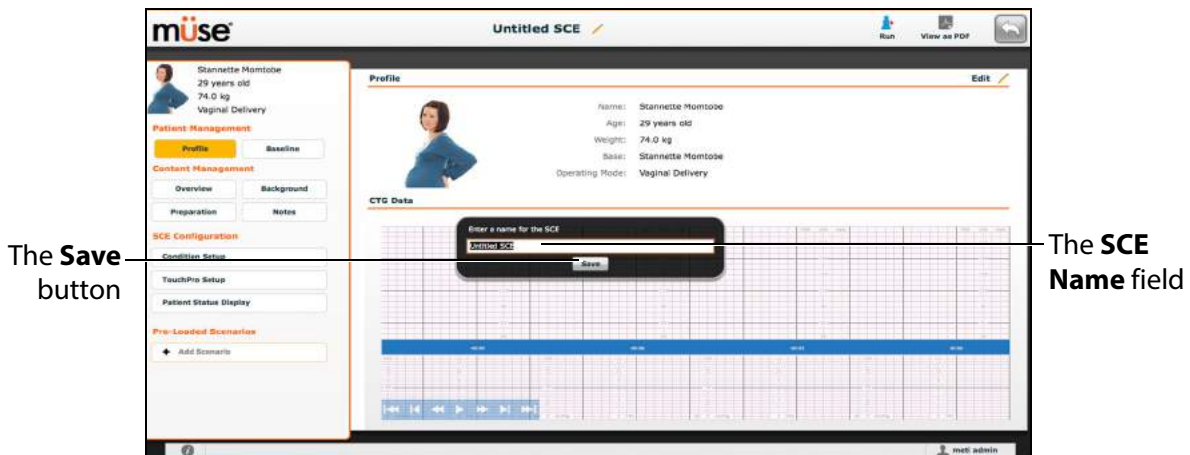 müse
Untitled SCE
Run
View as PDF
Stannette Momtobe
29 years old
74.0 kg
Vaginal Delivery
Patient Management
Profile Baseline
Content Management
Overview Background
Preparation Notes
SCE Configuration
Condition Setup
TouchPro Setup
Patient Status Display
Pre-Loaded Scenarios
+ Add Scenario
Profile Edit
Name: Stannette Momtobe
Age: 29 years old
Weight: 74.0 kg
Base: Stannette Momtobe
Operating Mode: Vaginal Delivery
CTG Data
Enter a name for the SCE
Untitled SCE
Save
The Save
button
The SCE
Name field
meti admin